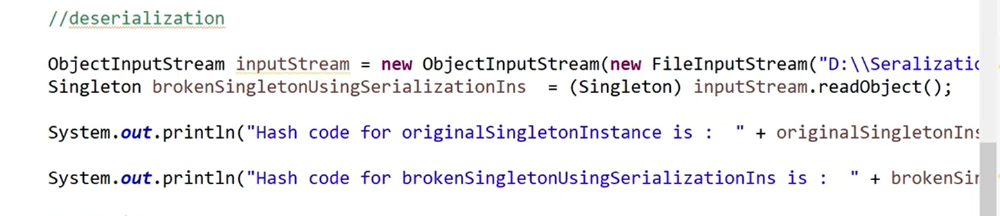 //deserialization
ObjectInputStream inputStream = new ObjectInputStream(new FileInputStream("D:\\Seralizatic
Singleton brokenSingletonUsingSerializationIns  = (Singleton) inputStream.readObject();
System.out.println("Hash code for originalSingletonInstance is :  " + originalSingletonIns
System.out.println("Hash code for brokenSingletonUsingSerializationIns is :  " + brokenSin